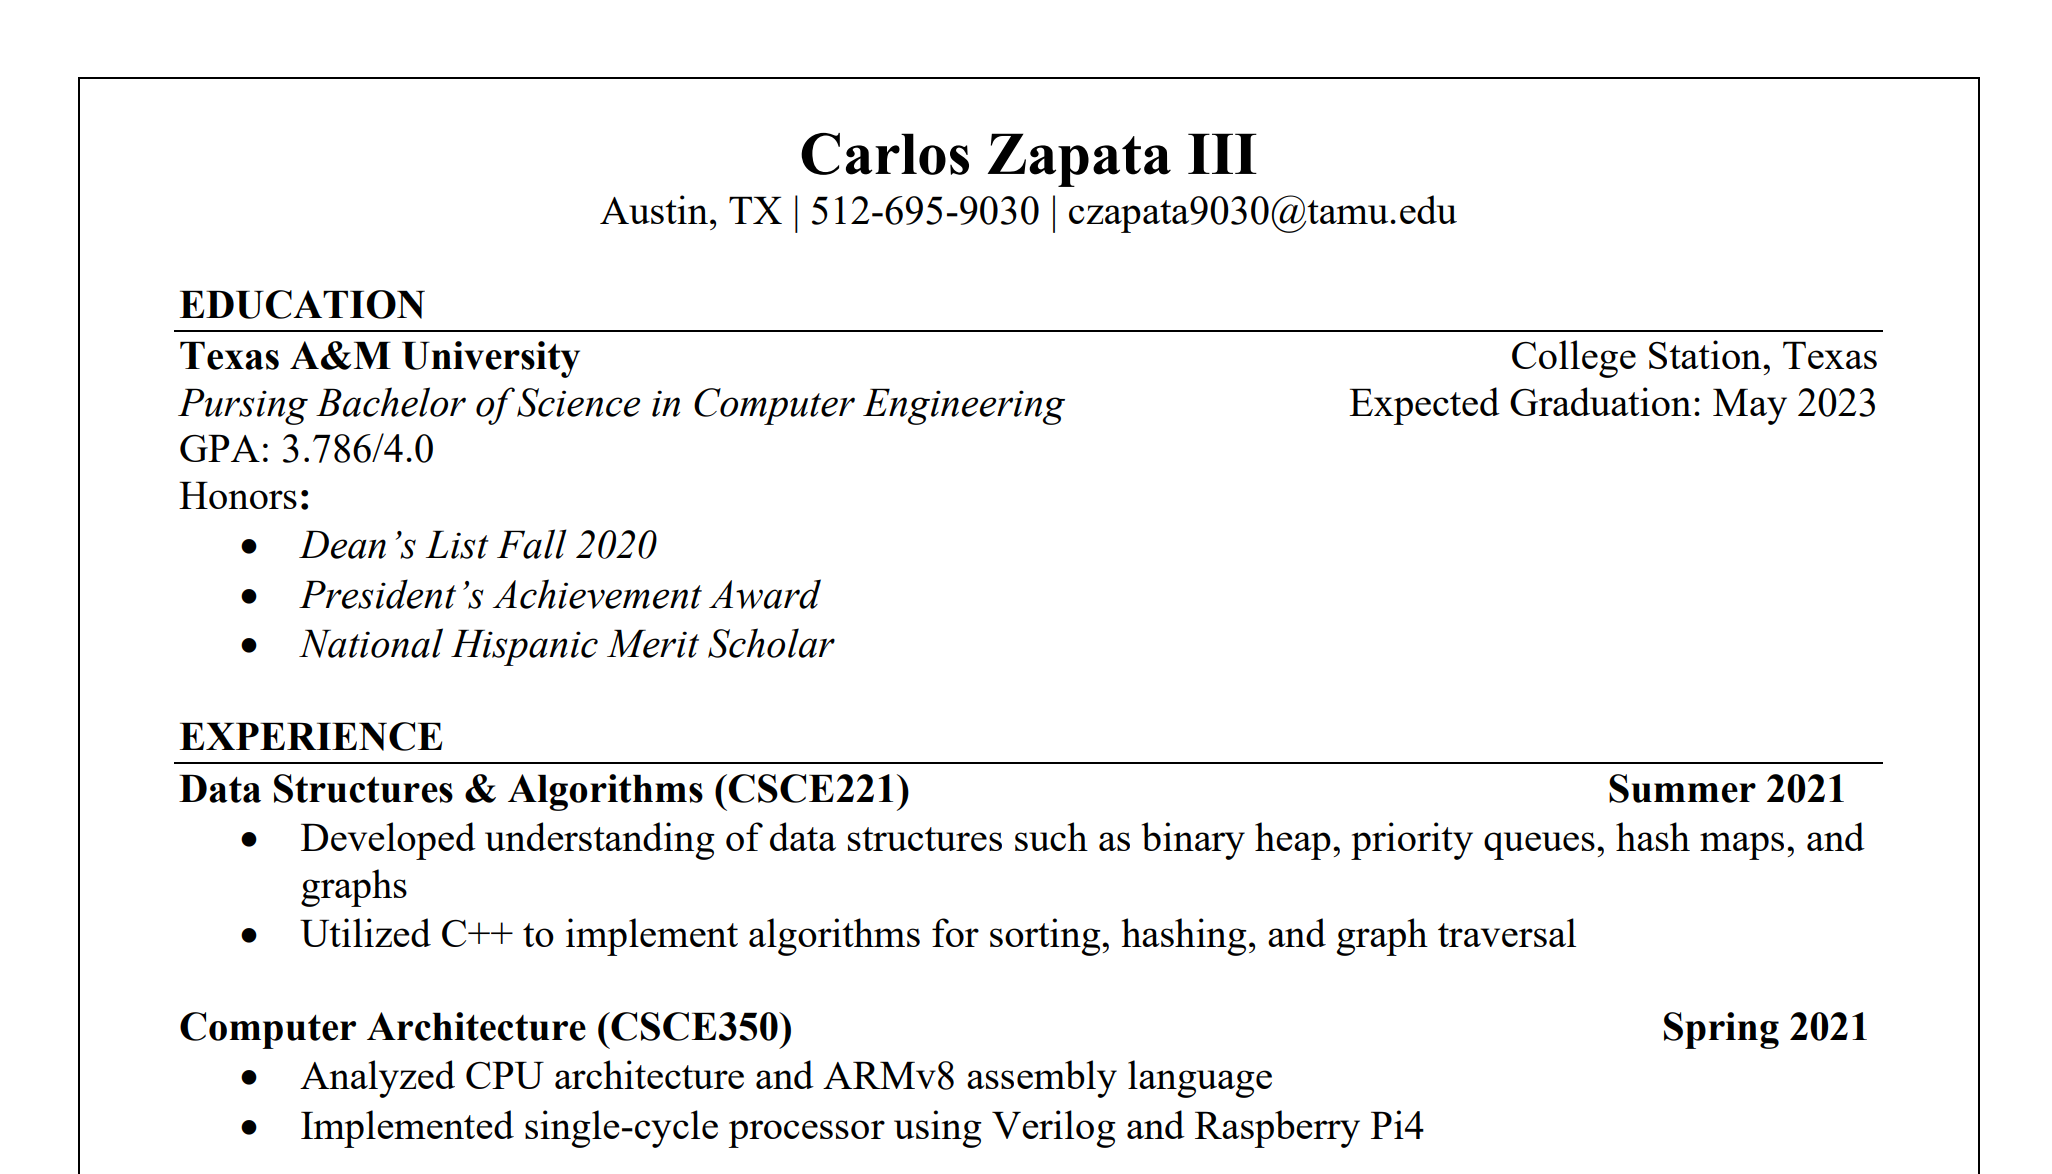 Carlos Zapata III
Austin, TX | 512-695-9030 | czapata9030@tamu.edu
EDUCATION
Texas A&M University College Station, Texas
Pursing Bachelor of Science in Computer Engineering Expected Graduation: May 2023
GPA: 3.786/4.0
Honors:
• Dean’s List Fall 2020
• President’s Achievement Award
• National Hispanic Merit Scholar
EXPERIENCE
Data Structures & Algorithms (CSCE221) Summer 2021
• Developed understanding of data structures such as binary heap, priority queues, hash maps, and
graphs
• Utilized C++ to implement algorithms for sorting, hashing, and graph traversal
Computer Architecture (CSCE350) Spring 2021
• Analyzed CPU architecture and ARMv8 assembly language
• Implemented single-cycle processor using Verilog and Raspberry Pi4